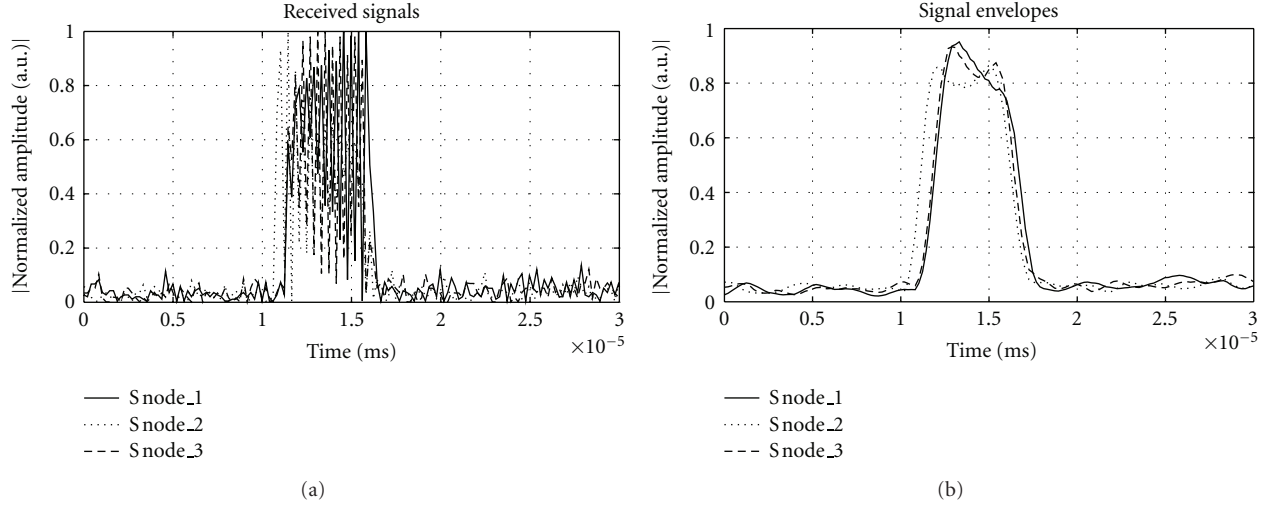 Received signals
|Normalized amplitude (a.u.)|
1
0.8
0.6
0.4
0.2
0
0 0.5 1 1.5 2 2.5 3
×10−5
Time (ms)
S node_1
S node_2
S node_3
(a)
Signal envelopes
|Normalized amplitude (a.u.)|
1
0.8
0.6
0.4
0.2
0
0 0.5 1 1.5 2 2.5 3
×10−5
Time (ms)
S node_1
S node_2
S node_3
(b)